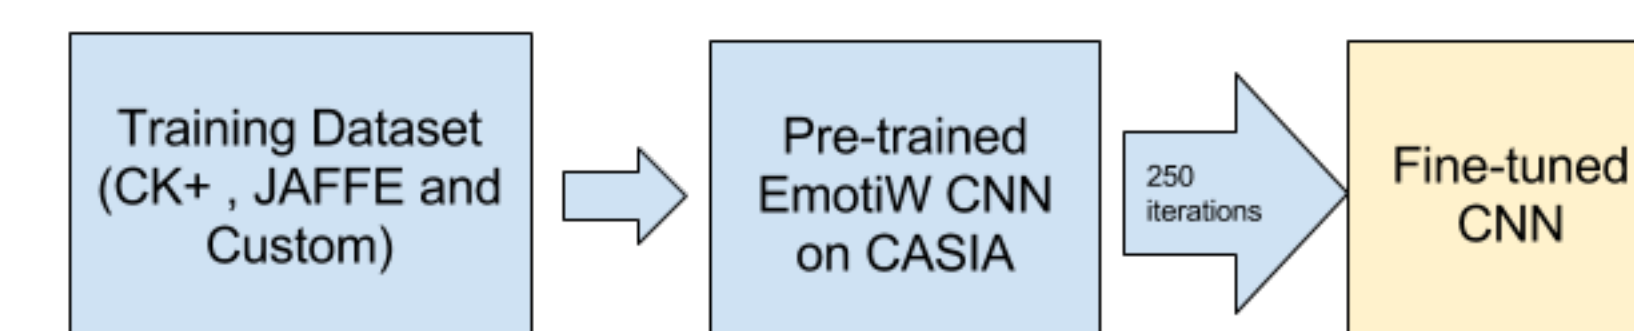 Training Dataset
(CK+ , JAFFE and
Custom)
Pre-trained
EmotiW CNN
on CASIA
250
iterations
Fine-tuned
CNN